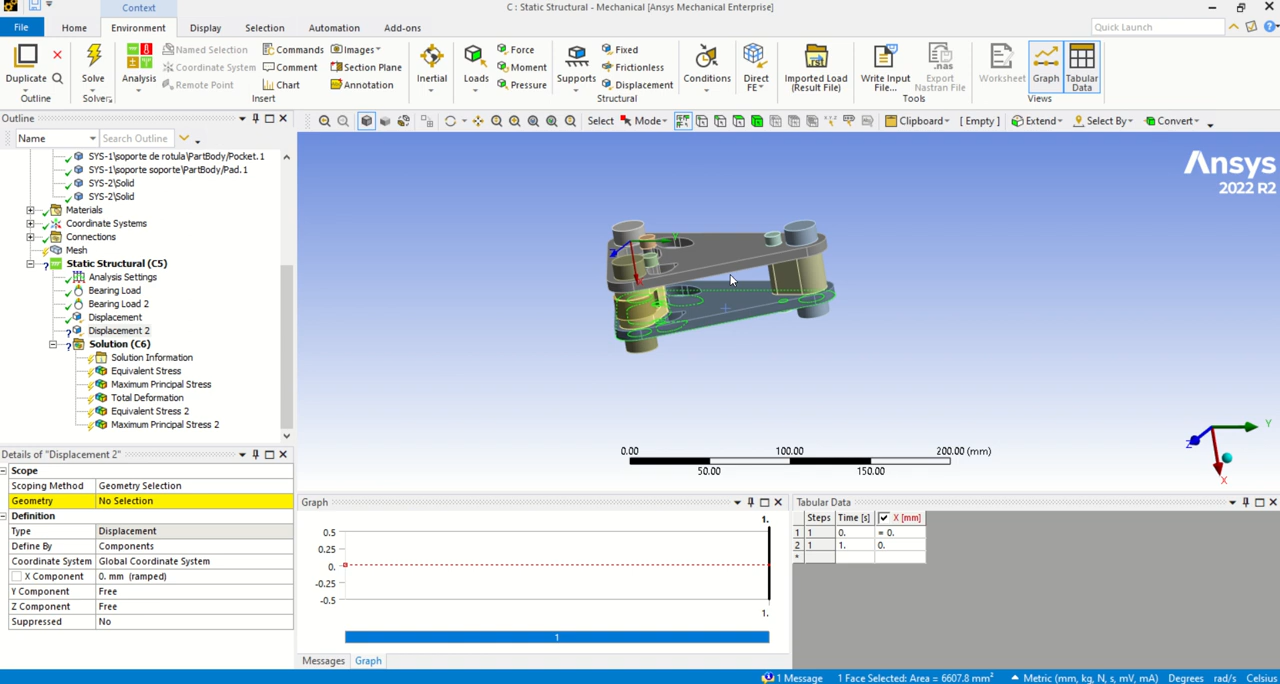 Context
C : Static Structural - Mechanical [Ansys Mechanical Enterprise]
File Home Environment Display Selection Automation Add-ons
Quick Launch
Duplicate
Outline
Solve
Solver
Analysis
Named Selection
Coordinate System
Remote Point
Commands
Comment
Chart
Images
Section Plane
Annotation
Insert
Inertial
Loads
Force
Moment
Pressure
Supports
Fixed
Frictionless
Displacement
Structural
Conditions
Direct
FE
Imported Load
(Result File)
Write Input
File...
Export
Nastran File
Tools
Worksheet
Graph
Tabular
Data
Views
Outline
Name Search Outline
Select Mode Clipboard [ Empty ] Extend Select By Convert
SYS-1\soporte de rotula\PartBody/Pocket.1
SYS-1\soporte soporte\PartBody/Pad.1
SYS-2\Solid
SYS-2\Solid
Materials
Coordinate Systems
Connections
Mesh
Static Structural (C5)
Analysis Settings
Bearing Load
Bearing Load 2
Displacement
Displacement 2
Solution (C6)
Solution Information
Equivalent Stress
Maximum Principal Stress
Total Deformation
Equivalent Stress 2
Maximum Principal Stress 2
Ansys
2022 R2
Y
0.00 100.00 200.00 (mm)
50.00 150.00
Y
Z
X
Details of "Displacement 2"
Scope
Scoping Method Geometry Selection
Geometry No Selection
Definition
Type Displacement
Define By Components
Coordinate System Global Coordinate System
X Component 0. mm (ramped)
Y Component Free
Z Component Free
Suppressed No
Graph
1.
0.5
0.25
0.
-0.25
-0.5
1.
1
Messages Graph
Tabular Data
Steps Time [s] X [mm]
1 1 0. = 0.
2 1 1. 0.
*
1 Message 1 Face Selected: Area = 6607.8 mm² Metric (mm, kg, N, s, mV, mA) Degrees rad/s Celsius